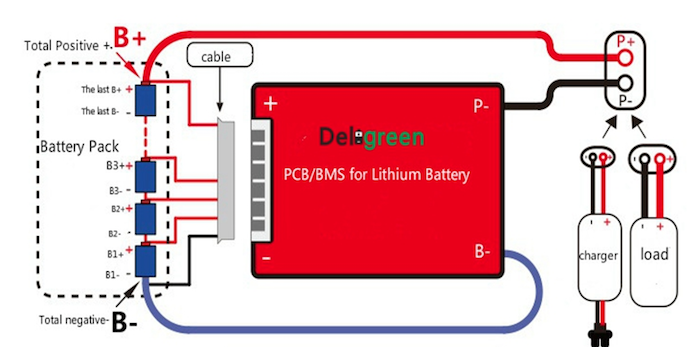 Total Positive +. B+
cable
P+
P-
The last B+ +
The last B- -
Battery Pack
B3+ +
B3- -
B2+ +
B2- -
B1+ +
B1- -
Total negative- B-
+
P-
Deligreen
PCB/BMS for Lithium Battery
-
B-
- +
- +
- +
charger
- +
load